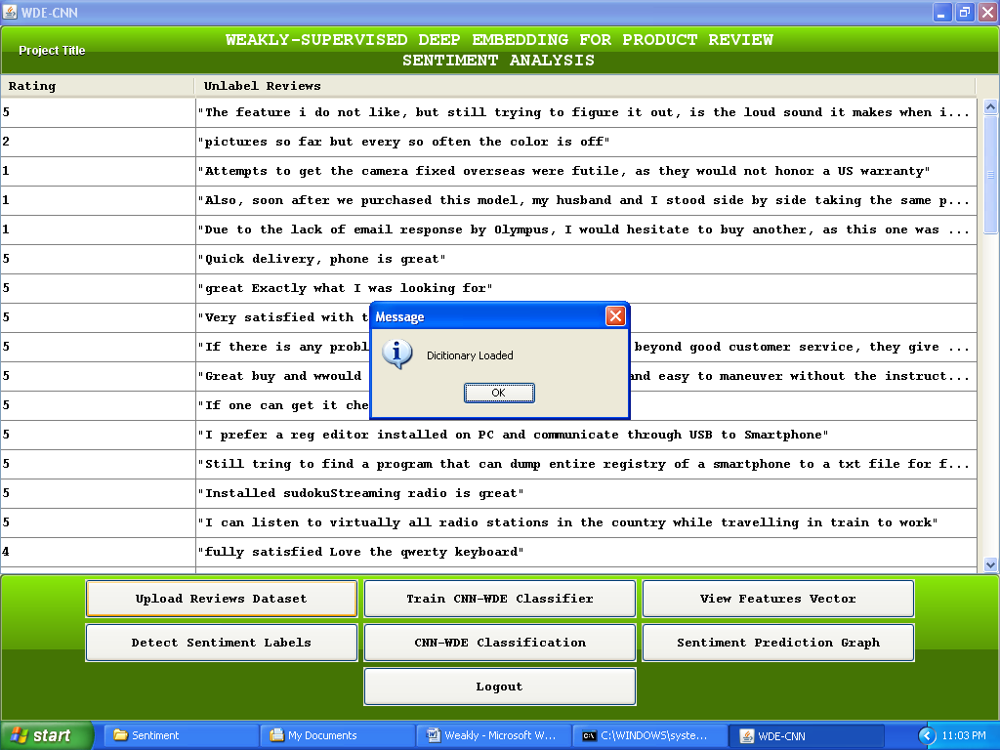 WDE-CNN
Project Title
WEAKLY-SUPERVISED DEEP EMBEDDING FOR PRODUCT REVIEW
SENTIMENT ANALYSIS
Rating Unlabel Reviews
5 "The feature i do not like, but still trying to figure it out, is the loud sound it makes when i...
2 "pictures so far but every so often the color is off"
1 "Attempts to get the camera fixed overseas were futile, as they would not honor a US warranty"
1 "Also, soon after we purchased this model, my husband and I stood side by side taking the same p...
1 "Due to the lack of email response by Olympus, I would hesitate to buy another, as this one was ...
5 "Quick delivery, phone is great"
5 "great Exactly what I was looking for"
5 "Very satisfied with t
5 "If there is any probl beyond good customer service, they give ...
5 "Great buy and wwould and easy to maneuver without the instruct...
5 "If one can get it che
5 "I prefer a reg editor installed on PC and communicate through USB to Smartphone"
5 "Still tring to find a program that can dump entire registry of a smartphone to a txt file for f...
5 "Installed sudokuStreaming radio is great"
5 "I can listen to virtually all radio stations in the country while travelling in train to work"
4 "fully satisfied Love the qwerty keyboard"
Message
Dicitionary Loaded
OK
Upload Reviews Dataset Train CNN-WDE Classifier View Features Vector
Detect Sentiment Labels CNN-WDE Classification Sentiment Prediction Graph
Logout
start Sentiment My Documents Weakly - Microsoft W... C:\WINDOWS\syste... WDE-CNN 11:03 PM